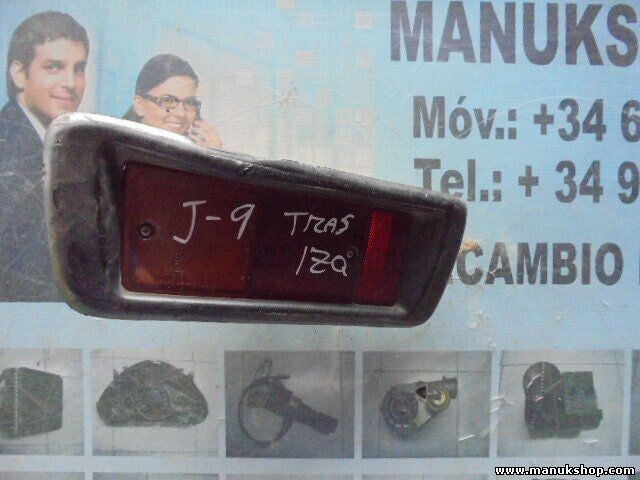 MANUKS
Móv.: +34 6
Tel.: + 34 9
CAMBIO
J-9 TRAS
IZQ
www.manukshop.com